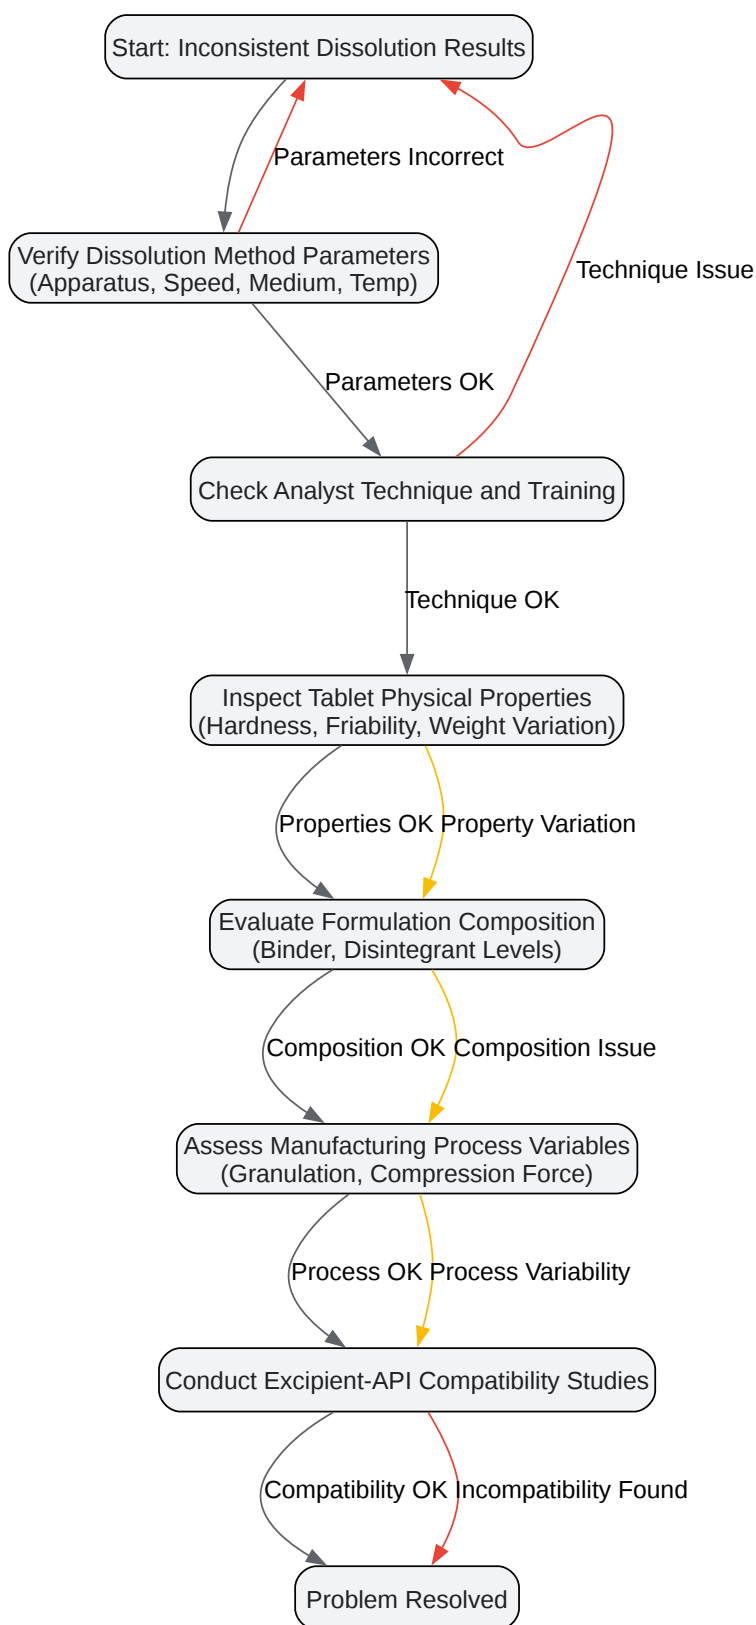 Start: Inconsistent Dissolution Results
Parameters Incorrect
Verify Dissolution Method Parameters
(Apparatus, Speed, Medium, Temp)
Technique Issue
Parameters OK
Check Analyst Technique and Training
Technique OK
Inspect Tablet Physical Properties
(Hardness, Friability, Weight Variation)
Properties OK
Property Variation
Evaluate Formulation Composition
(Binder, Disintegrant Levels)
Composition OK
Composition Issue
Assess Manufacturing Process Variables
(Granulation, Compression Force)
Process OK
Process Variability
Conduct Excipient-API Compatibility Studies
Compatibility OK
Incompatibility Found
Problem Resolved